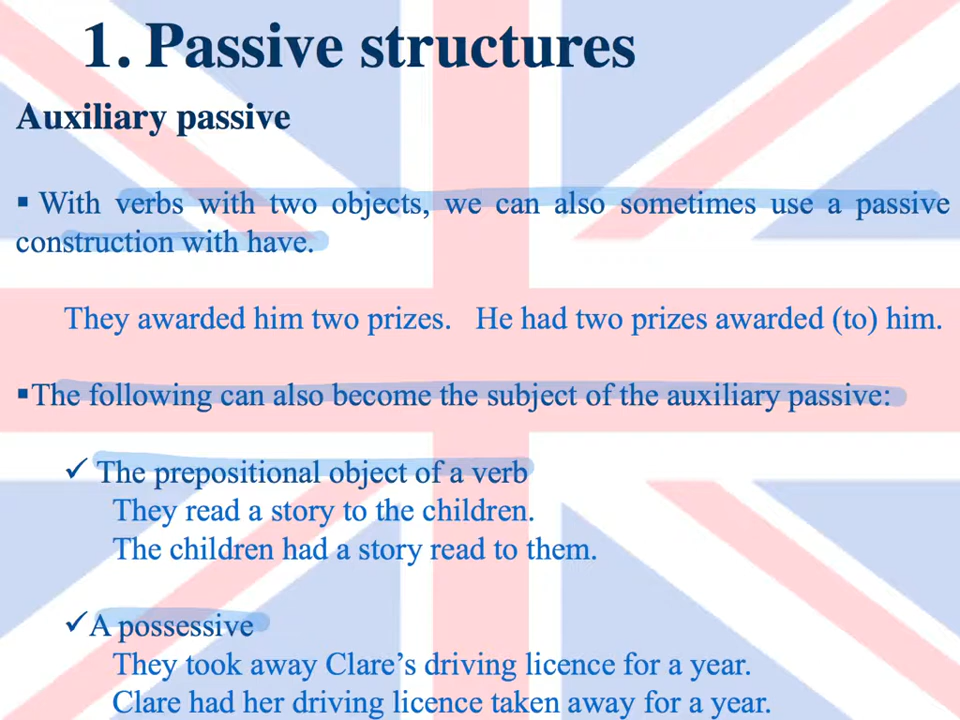 1. Passive structures
Auxiliary passive
▪ With verbs with two objects, we can also sometimes use a passive
construction with have.
They awarded him two prizes. He had two prizes awarded (to) him.
▪The following can also become the subject of the auxiliary passive:
✓ The prepositional object of a verb
They read a story to the children.
The children had a story read to them.
✓A possessive
They took away Clare’s driving licence for a year.
Clare had her driving licence taken away for a year.